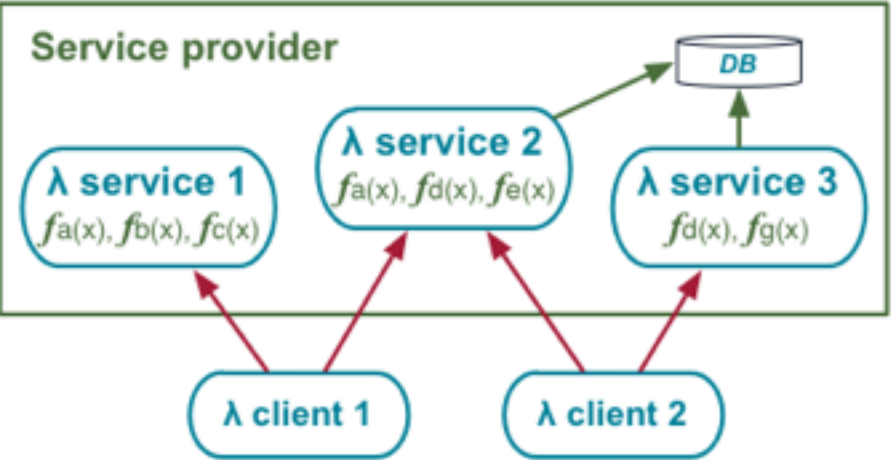 Service provider
DB
λ service 1
fa(x), fb(x), fc(x)
λ service 2
fa(x), fd(x), fe(x)
λ service 3
fd(x), fg(x)
λ client 1
λ client 2